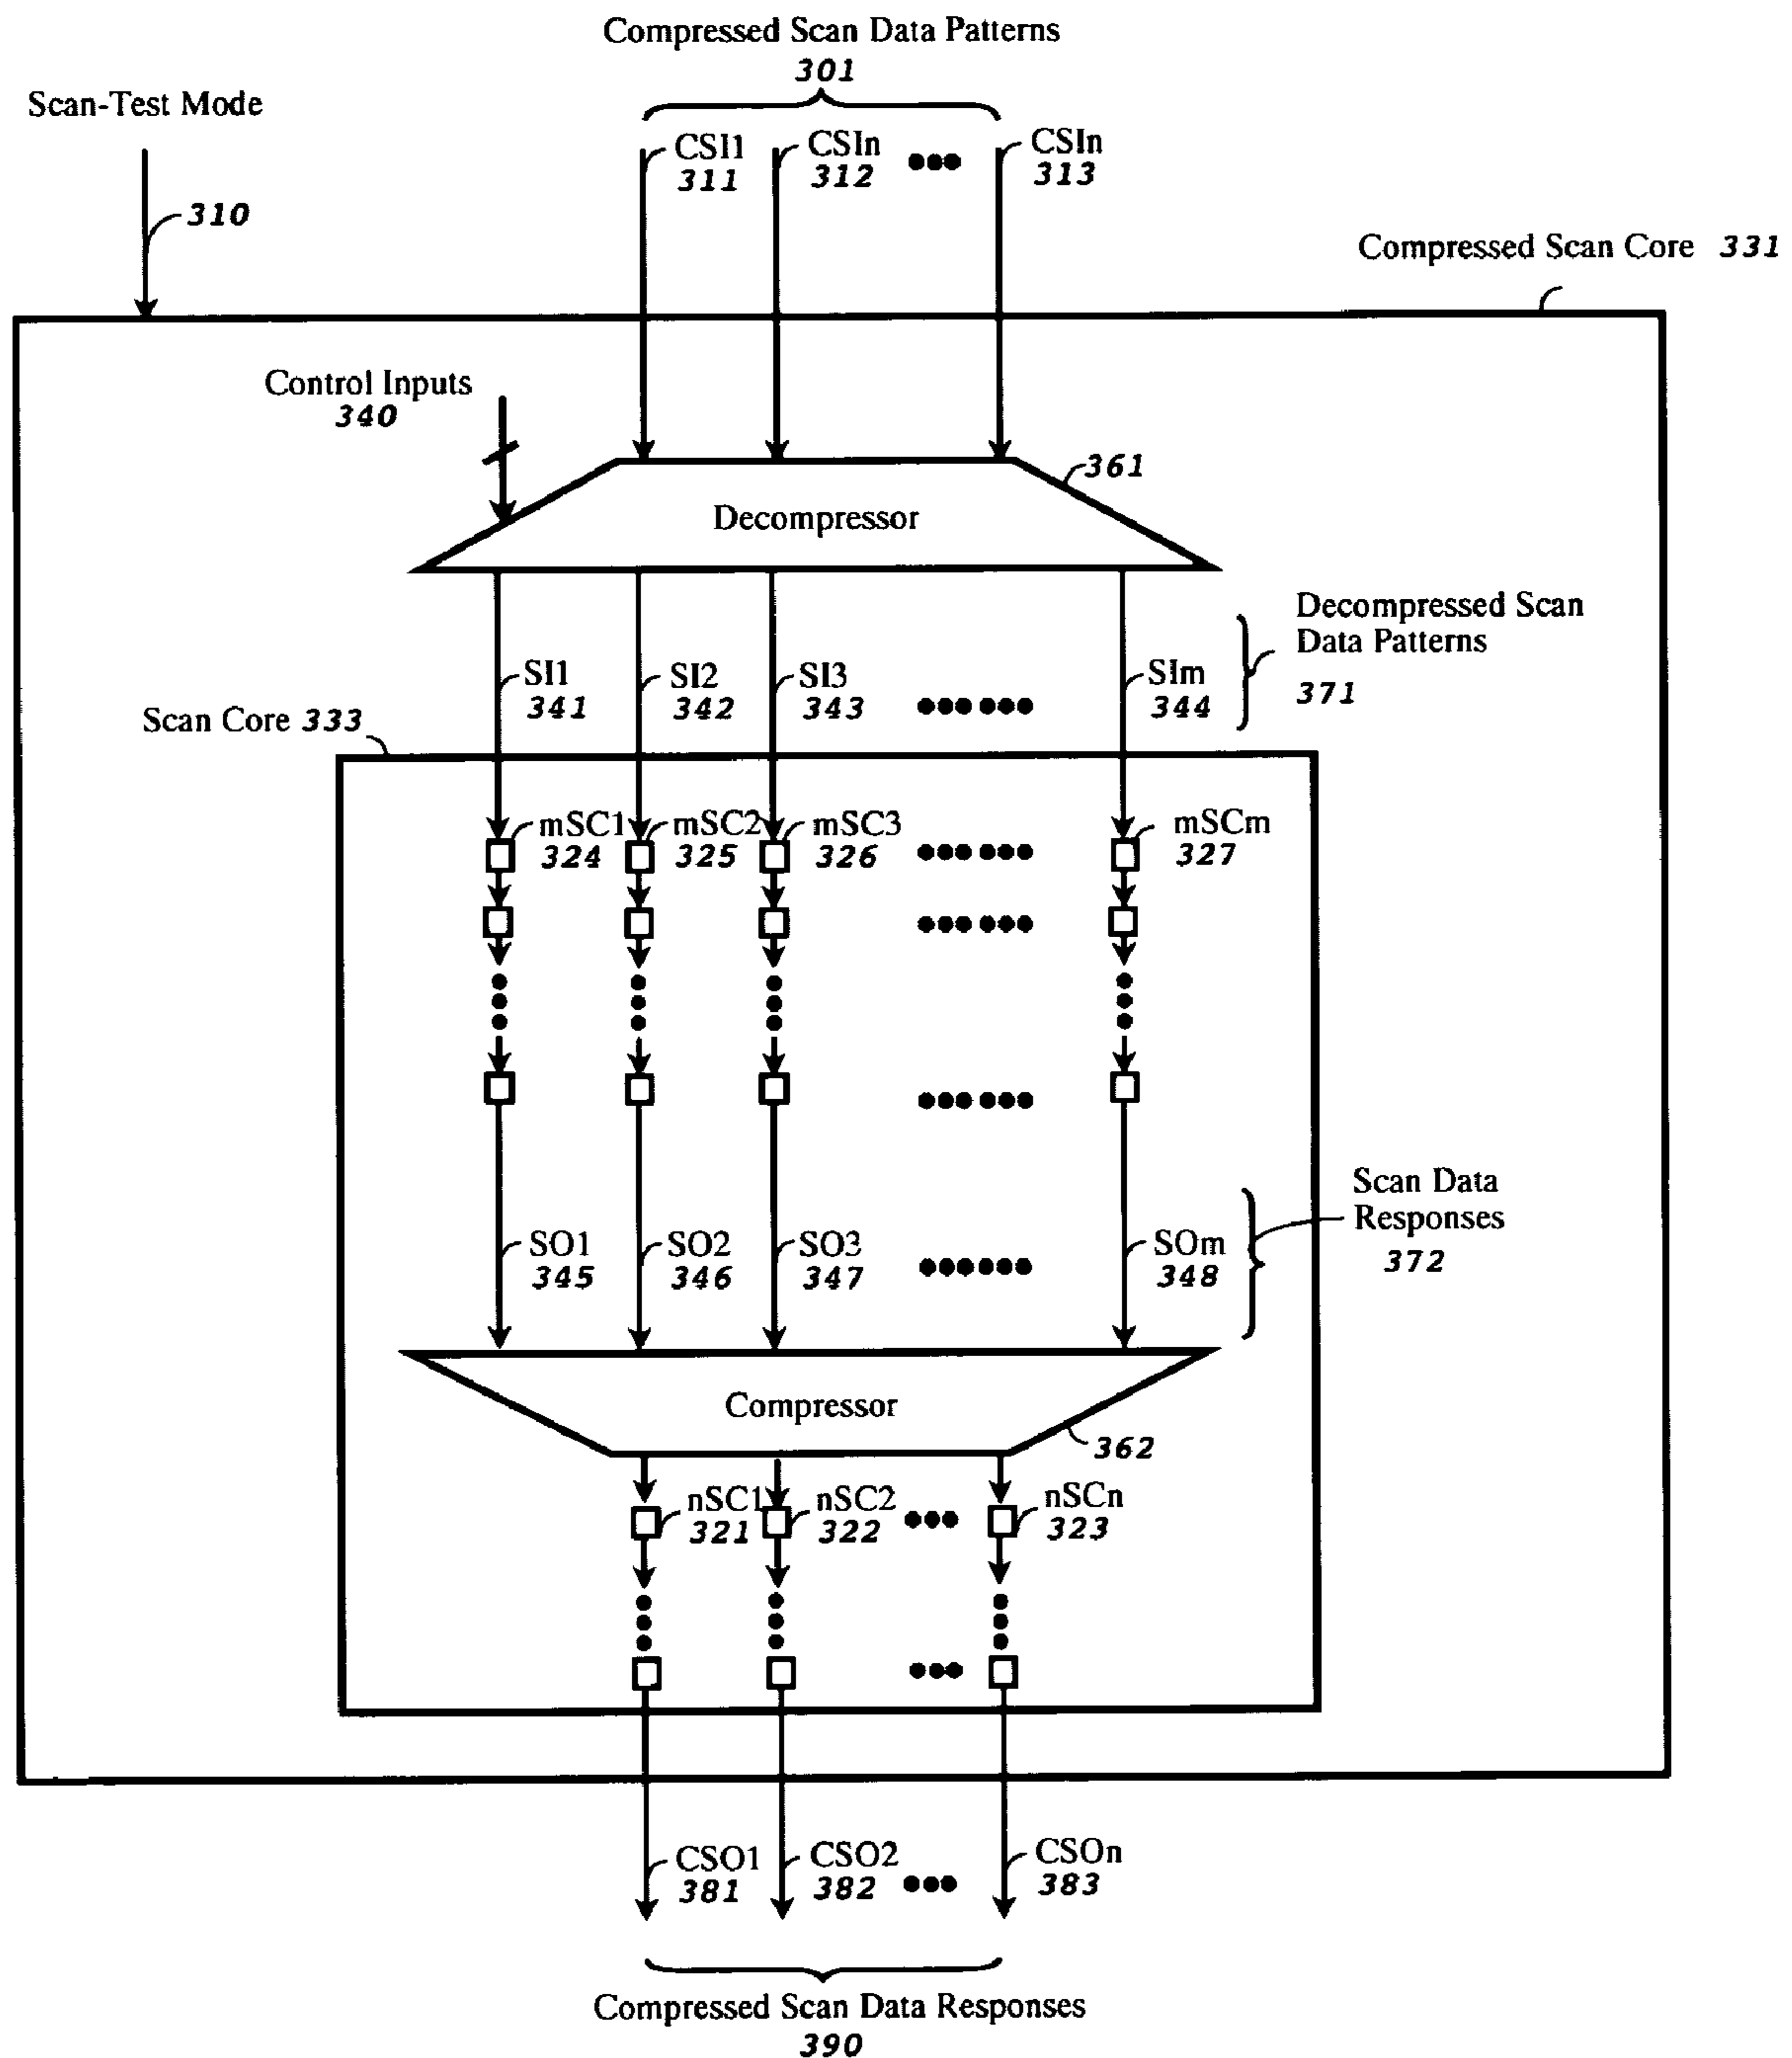 Compressed Scan Data Patterns
301
Scan-Test Mode
310
CSI1
311
CSIn
312
CSIn
313
Compressed Scan Core 331
Control Inputs
340
361
Decompressor
Decompressed Scan
Data Patterns
371
SI1
341
SI2
342
SI3
343
SIm
344
Scan Core 333
mSC1
324
mSC2
325
mSC3
326
mSCm
327
Scan Data
Responses
372
SO1
345
SO2
346
SO3
347
SOm
348
Compressor
362
nSC1
321
nSC2
322
nSCn
323
CSO1
381
CSO2
382
CSOn
383
Compressed Scan Data Responses
390